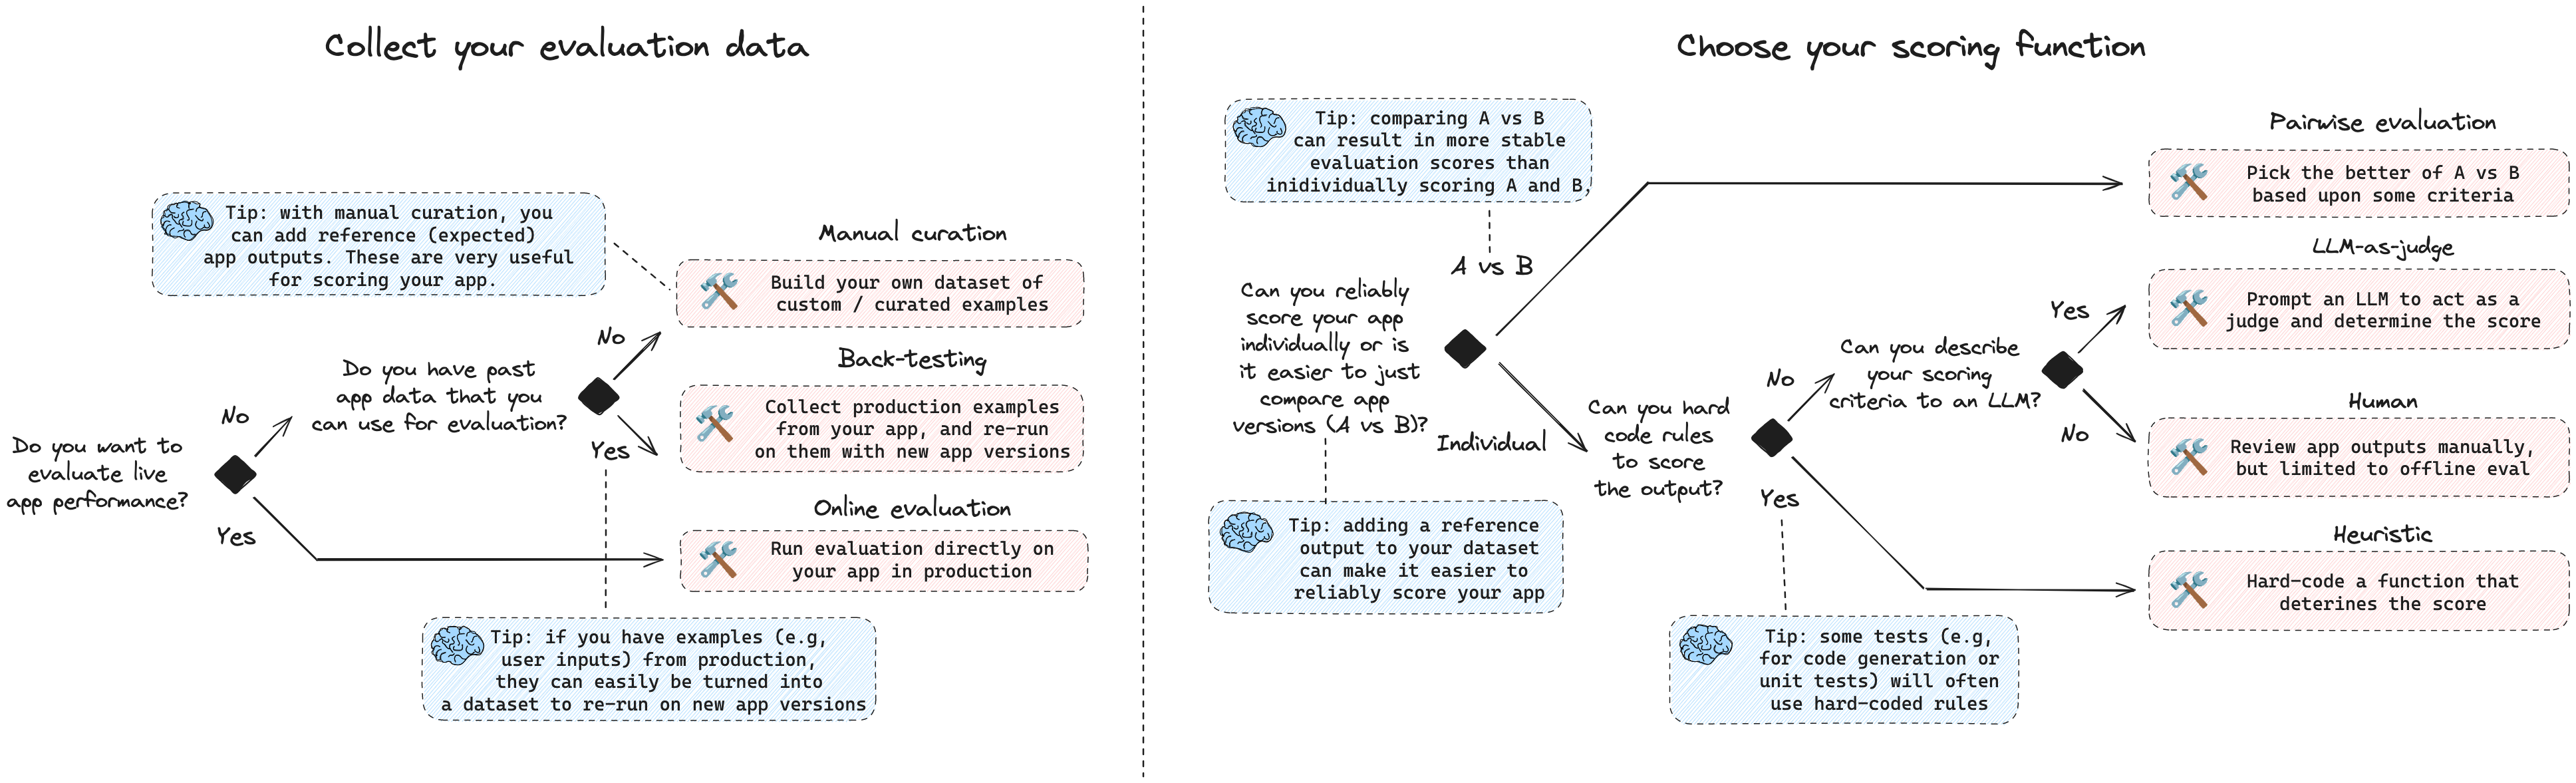 Collect your evaluation data
Tip: with manual curation, you
can add reference (expected)
app outputs. These are very useful
for scoring your app.
Manual curation
Build your own dataset of
custom / curated examples
No
Do you have past
app data that you
can use for evaluation?
Back-testing
Collect production examples
from your app, and re-run
on them with new app versions
Yes
No
Do you want to
evaluate live
app performance?
Yes
Online evaluation
Run evaluation directly on
your app in production
Tip: if you have examples (e.g,
user inputs) from production,
they can easily be turned into
a dataset to re-run on new app versions
Choose your scoring function
Tip: comparing A vs B
can result in more stable
evaluation scores than
inidividually scoring A and B.
A vs B
Can you reliably
score your app
individually or is
it easier to just
compare app
versions (A vs B)?
Individual
Tip: adding a reference
output to your dataset
can make it easier to
reliably score your app
Can you hard
code rules
to score
the output?
No
Yes
Tip: some tests (e.g,
for code generation or
unit tests) will often
use hard-coded rules
Can you describe
your scoring
criteria to an LLM?
Yes
No
Pairwise evaluation
Pick the better of A vs B
based upon some criteria
LLM-as-judge
Prompt an LLM to act as a
judge and determine the score
Human
Review app outputs manually,
but limited to offline eval
Heuristic
Hard-code a function that
deterines the score